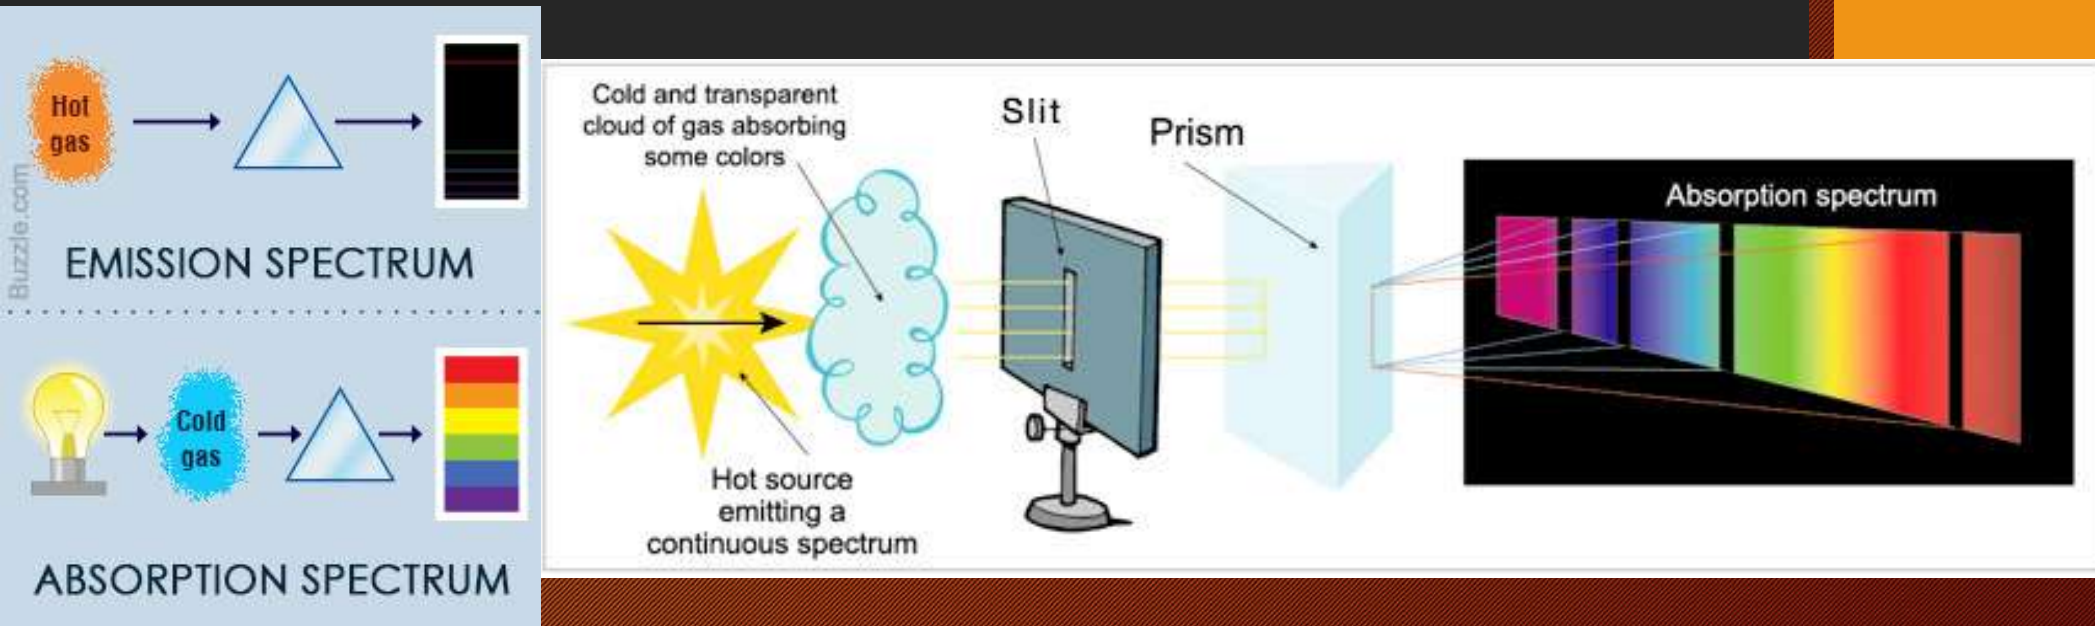 Hot
gas
Buzzle.com
EMISSION SPECTRUM
Cold
gas
ABSORPTION SPECTRUM
Cold and transparent
cloud of gas absorbing
some colors
Slit
Prism
Absorption spectrum
Hot source
emitting a
continuous spectrum